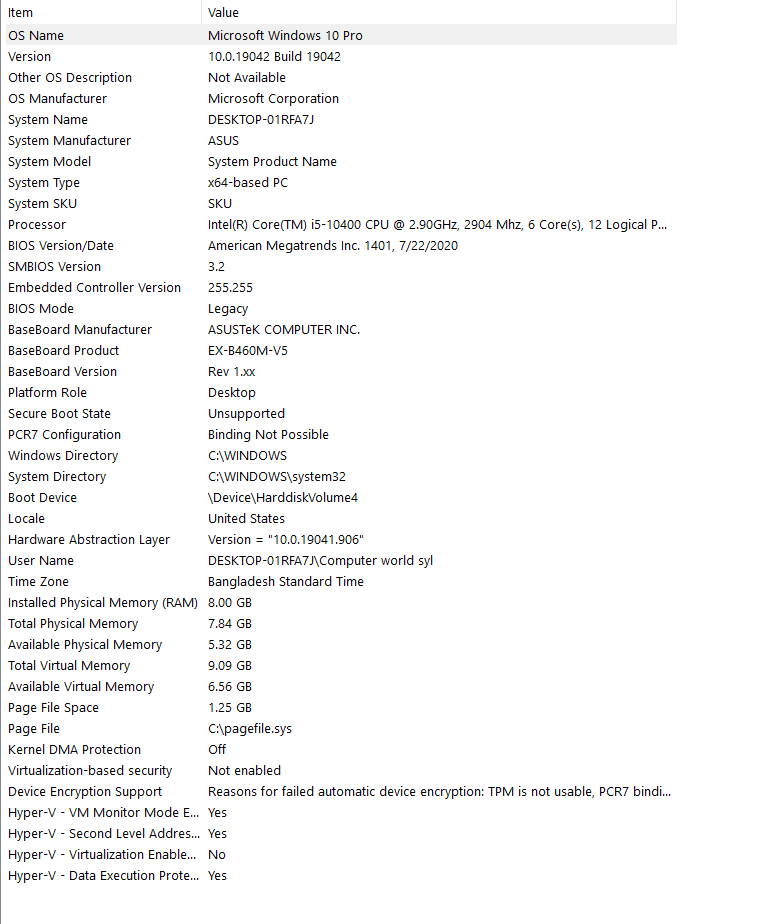 Item Value
OS Name Microsoft Windows 10 Pro
Version 10.0.19042 Build 19042
Other OS Description Not Available
OS Manufacturer Microsoft Corporation
System Name DESKTOP-01RFA7J
System Manufacturer ASUS
System Model System Product Name
System Type x64-based PC
System SKU SKU
Processor Intel(R) Core(TM) i5-10400 CPU @ 2.90GHz, 2904 Mhz, 6 Core(s), 12 Logical P...
BIOS Version/Date American Megatrends Inc. 1401, 7/22/2020
SMBIOS Version 3.2
Embedded Controller Version 255.255
BIOS Mode Legacy
BaseBoard Manufacturer ASUSTeK COMPUTER INC.
BaseBoard Product EX-B460M-V5
BaseBoard Version Rev 1.xx
Platform Role Desktop
Secure Boot State Unsupported
PCR7 Configuration Binding Not Possible
Windows Directory C:\WINDOWS
System Directory C:\WINDOWS\system32
Boot Device \Device\HarddiskVolume4
Locale United States
Hardware Abstraction Layer Version = "10.0.19041.906"
User Name DESKTOP-01RFA7J\Computer world syl
Time Zone Bangladesh Standard Time
Installed Physical Memory (RAM) 8.00 GB
Total Physical Memory 7.84 GB
Available Physical Memory 5.32 GB
Total Virtual Memory 9.09 GB
Available Virtual Memory 6.56 GB
Page File Space 1.25 GB
Page File C:\pagefile.sys
Kernel DMA Protection Off
Virtualization-based security Not enabled
Device Encryption Support Reasons for failed automatic device encryption: TPM is not usable, PCR7 bindi...
Hyper-V - VM Monitor Mode E... Yes
Hyper-V - Second Level Addres... Yes
Hyper-V - Virtualization Enable... No
Hyper-V - Data Execution Prote... Yes